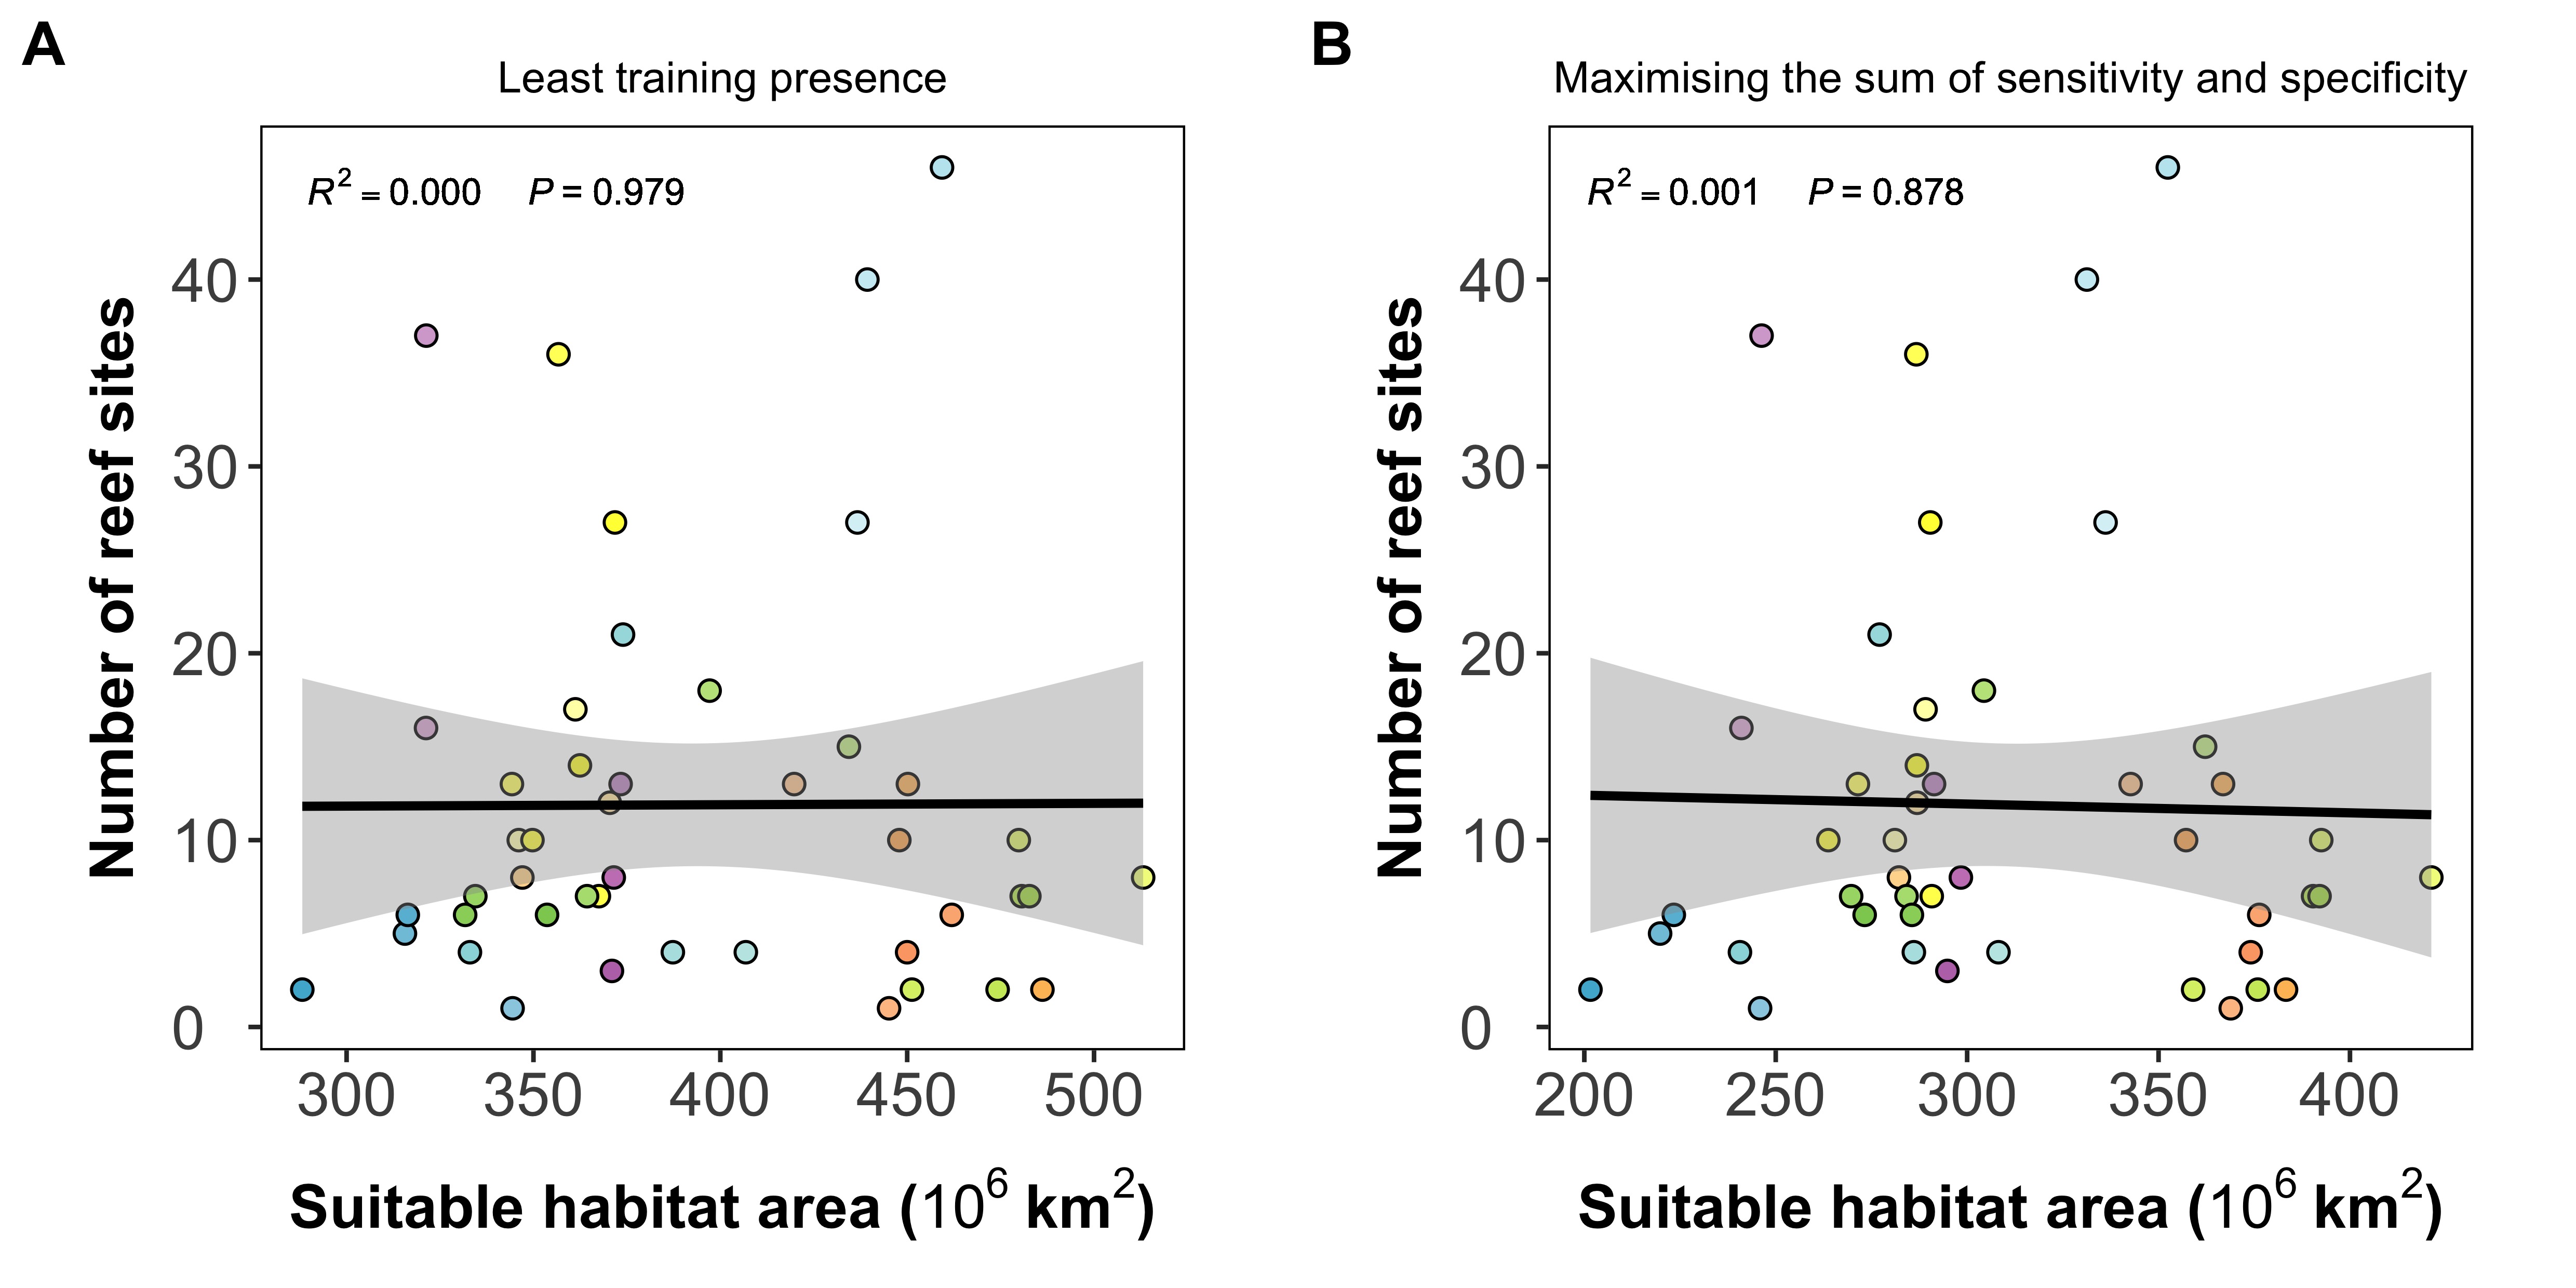 A
Least training presence
R² = 0.000 P = 0.979
Number of reef sites
40
30
20
10
0
300 350 400 450 500
Suitable habitat area (10⁶ km²)
B
Maximising the sum of sensitivity and specificity
R² = 0.001 P = 0.878
Number of reef sites
40
30
20
10
0
200 250 300 350 400
Suitable habitat area (10⁶ km²)